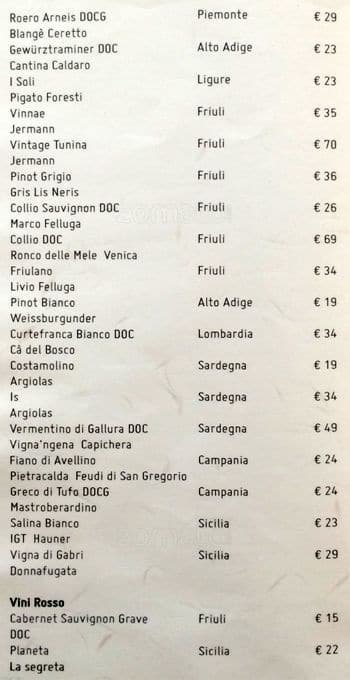 Roero Arneis DOCG Piemonte € 29
Blangè Ceretto
Gewürztraminer DOC Alto Adige € 23
Cantina Caldaro
I Soli Ligure € 23
Pigato Foresti
Vinnae Friuli € 35
Jermann
Vintage Tunina Friuli € 70
Jermann
Pinot Grigio Friuli € 36
Gris Lis Neris
Collio Sauvignon DOC Friuli € 26
Marco Felluga
Collio DOC Friuli € 69
Ronco delle Mele Venica
Friulano Friuli € 34
Livio Felluga
Pinot Bianco Alto Adige € 19
Weissburgunder
Curtefranca Bianco DOC Lombardia € 34
Cà del Bosco
Costamolino Sardegna € 19
Argiolas
Is Sardegna € 34
Argiolas
Vermentino di Gallura DOC Sardegna € 49
Vigna'ngena Capichera
Fiano di Avellino Campania € 24
Pietracalda Feudi di San Gregorio
Greco di Tufo DOCG Campania € 24
Mastroberardino
Salina Bianco Sicilia € 23
IGT Hauner
Vigna di Gabri Sicilia € 29
Donnafugata
Vini Rosso
Cabernet Sauvignon Grave Friuli € 15
DOC
Planeta Sicilia € 22
La segreta